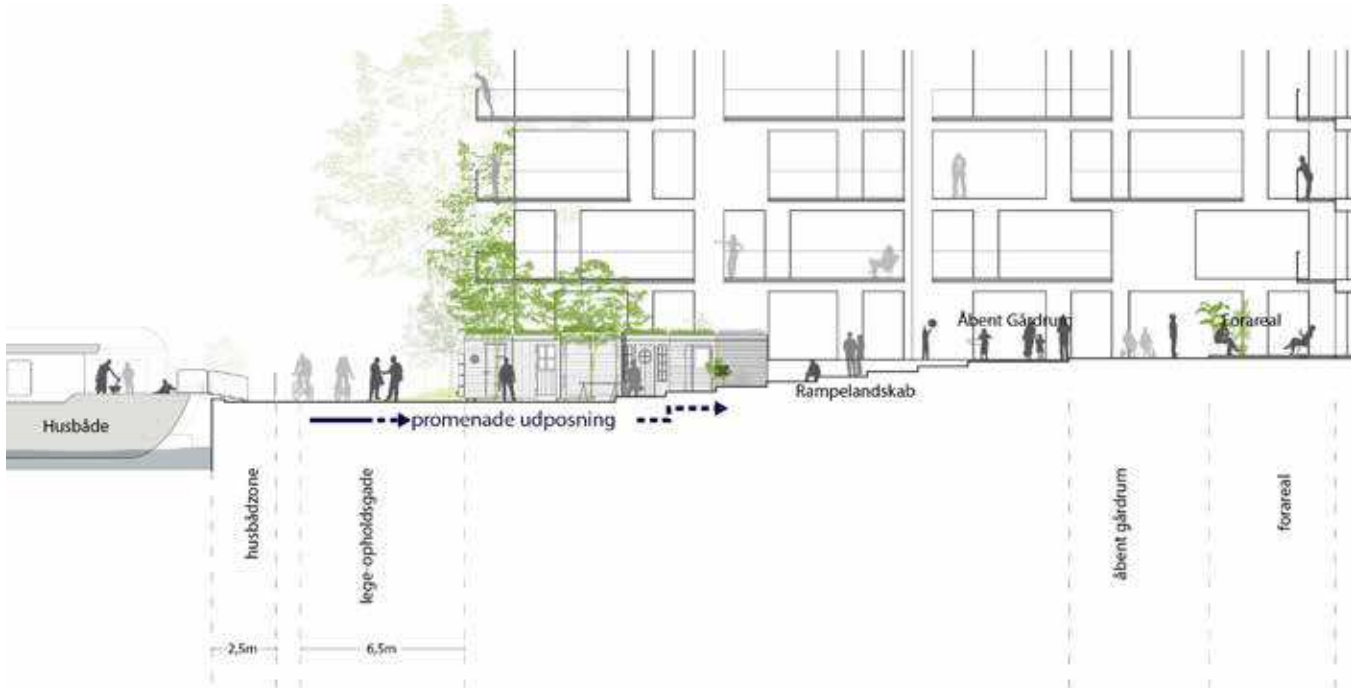 Åbent Gårdrum
Forareal
Rampelandskab
promenade udposning
Husbåde
husbådzone
lege-opholdsgade
åbent gårdrum
forareal
2,5m
6,5m